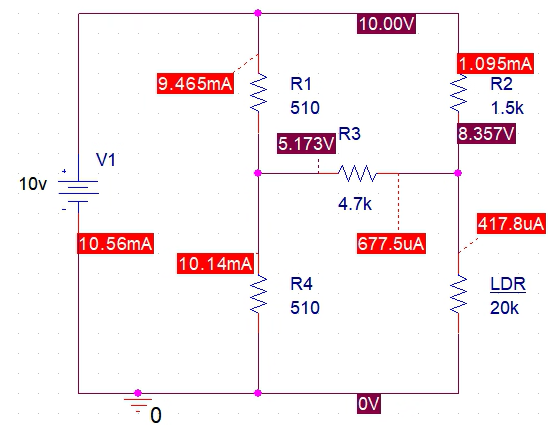 10.00V
9.465mA
R1
510
1.095mA
R2
1.5k
5.173V
R3
8.357V
V1
10v
4.7k
10.56mA
10.14mA
677.5uA
417.8uA
R4
510
LDR
20k
0V
0